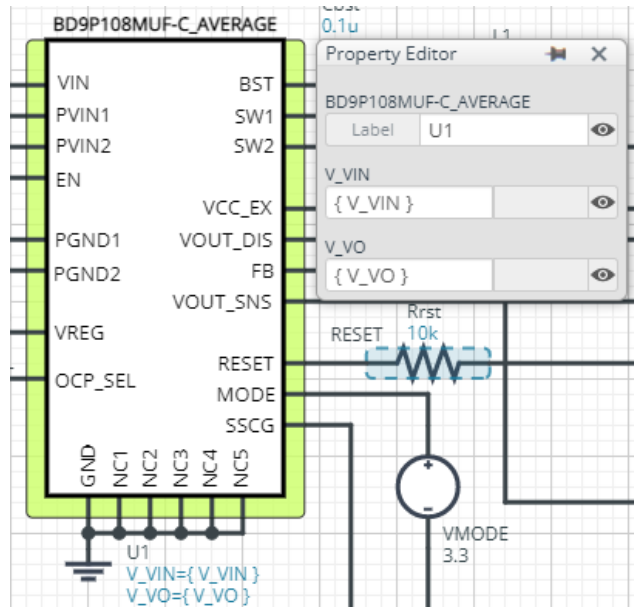 Cbst
0.1u
L1
BD9P108MUF-C_AVERAGE
VIN
PVIN1
PVIN2
EN
PGND1
PGND2
VREG
OCP_SEL
BST
SW1
SW2
VCC_EX
VOUT_DIS
FB
VOUT_SNS
RESET
MODE
SSCG
GND
NC1
NC2
NC3
NC4
NC5
U1
V_VIN={ V_VIN }
V_VO={ V_VO }
Property Editor
BD9P108MUF-C_AVERAGE
Label U1
V_VIN
{ V_VIN }
V_VO
{ V_VO }
Rrst
RESET 10k
+
-
VMODE
3.3